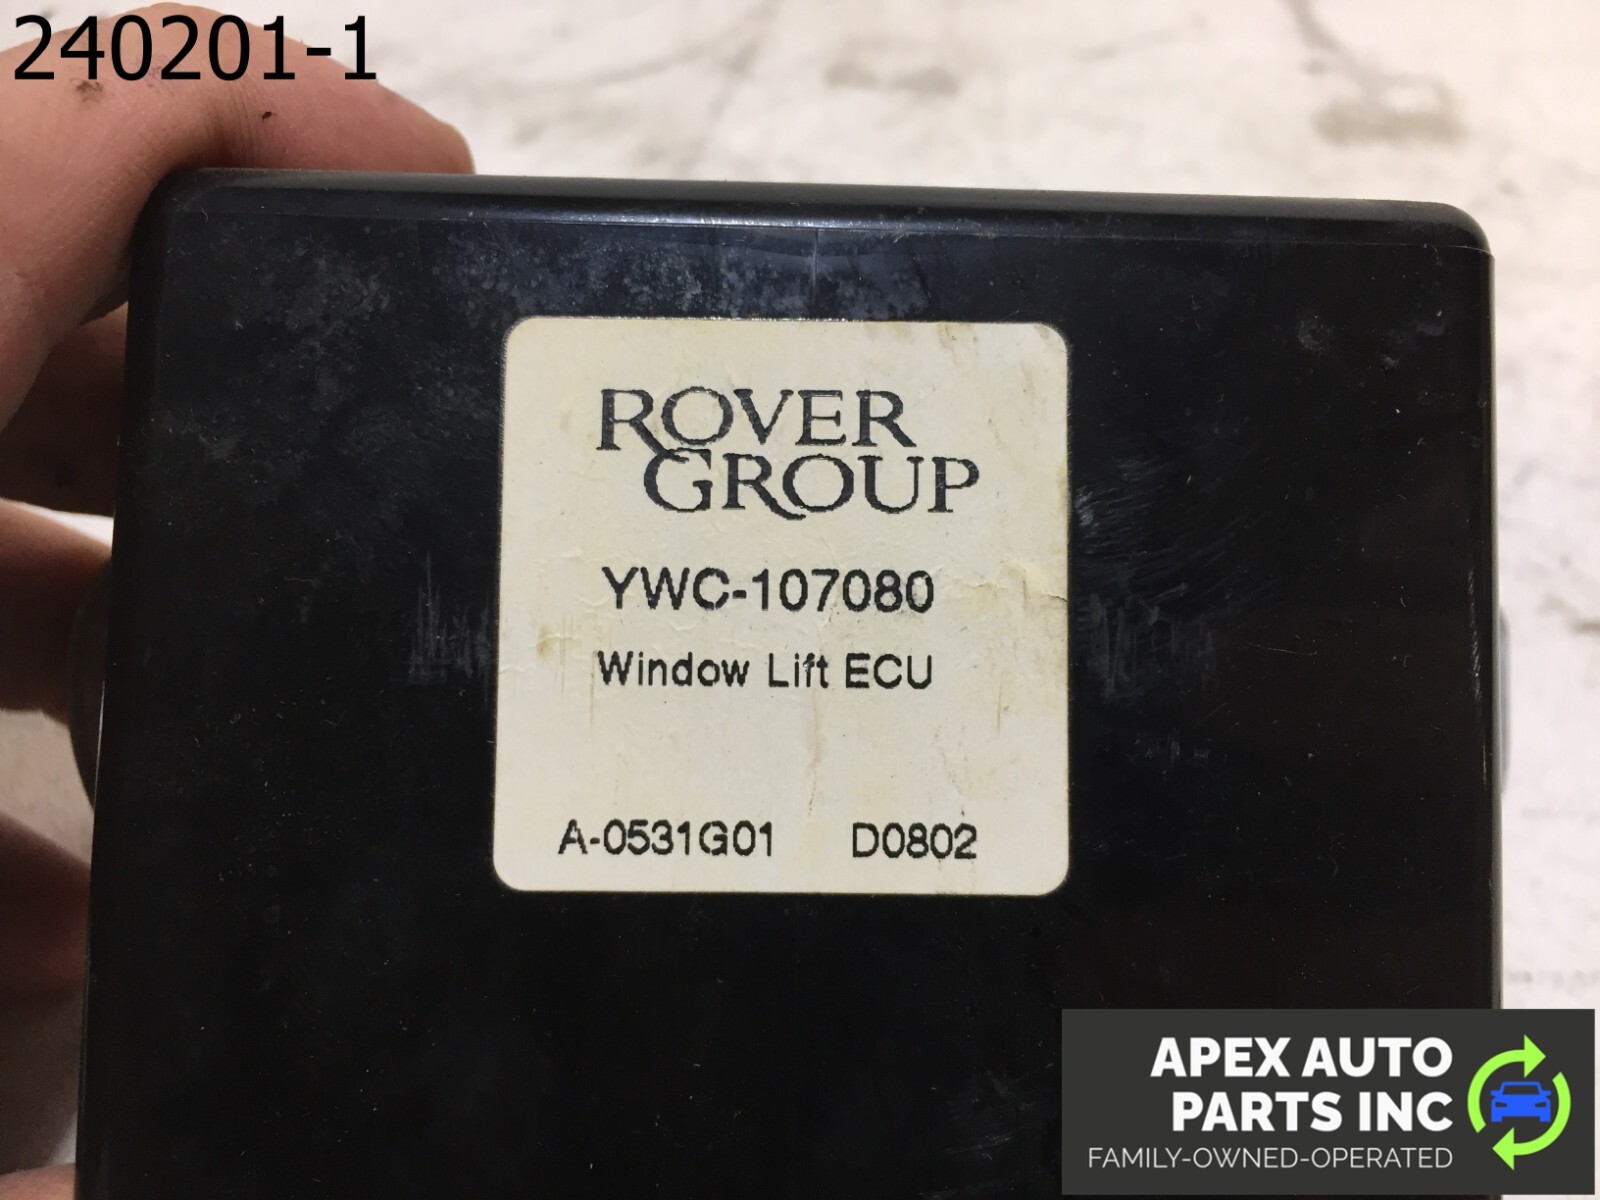 240201-1
ROVER
GROUP
YWC-107080
Window Lift ECU
A-0531G01 D0802
APEX AUTO
PARTS INC
FAMILY-OWNED-OPERATED